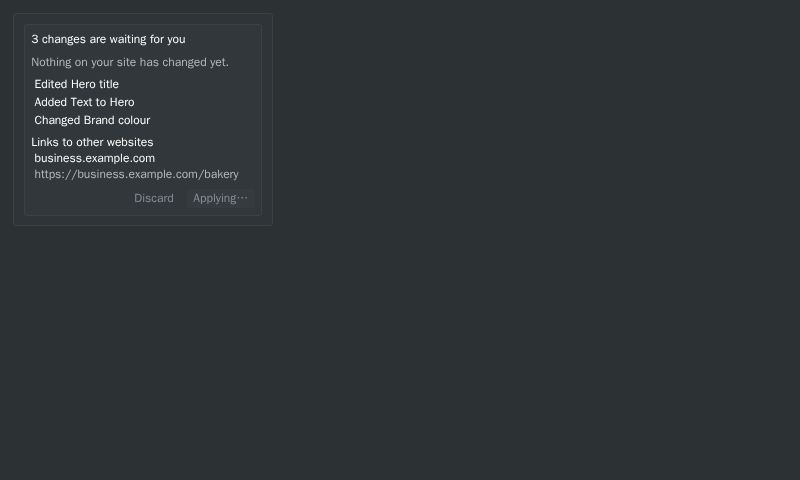 3 changes are waiting for you
Nothing on your site has changed yet.
Edited Hero title
Added Text to Hero
Changed Brand colour
Links to other websites
business.example.com
https://business.example.com/bakery
Discard
Applying⋯